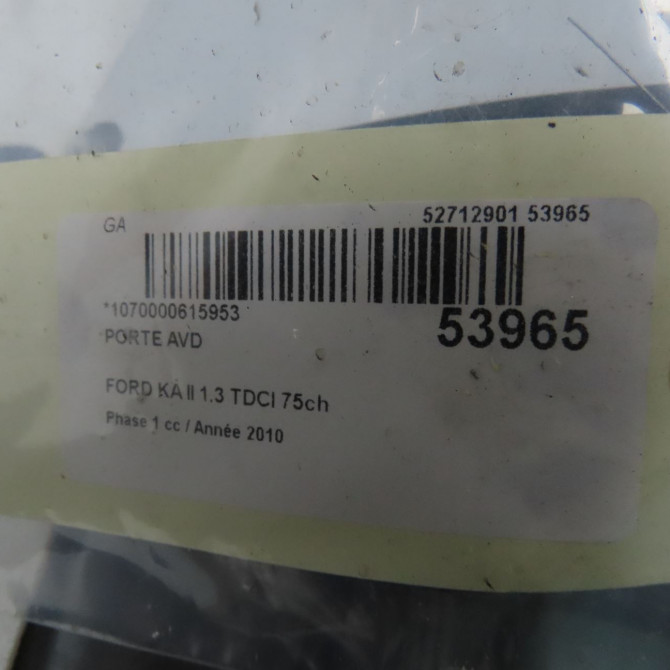 GA 52712901 53965
*1070000615953 53965
PORTE AVD
FORD KA II 1.3 TDCI 75ch
Phase 1 cc / Année 2010